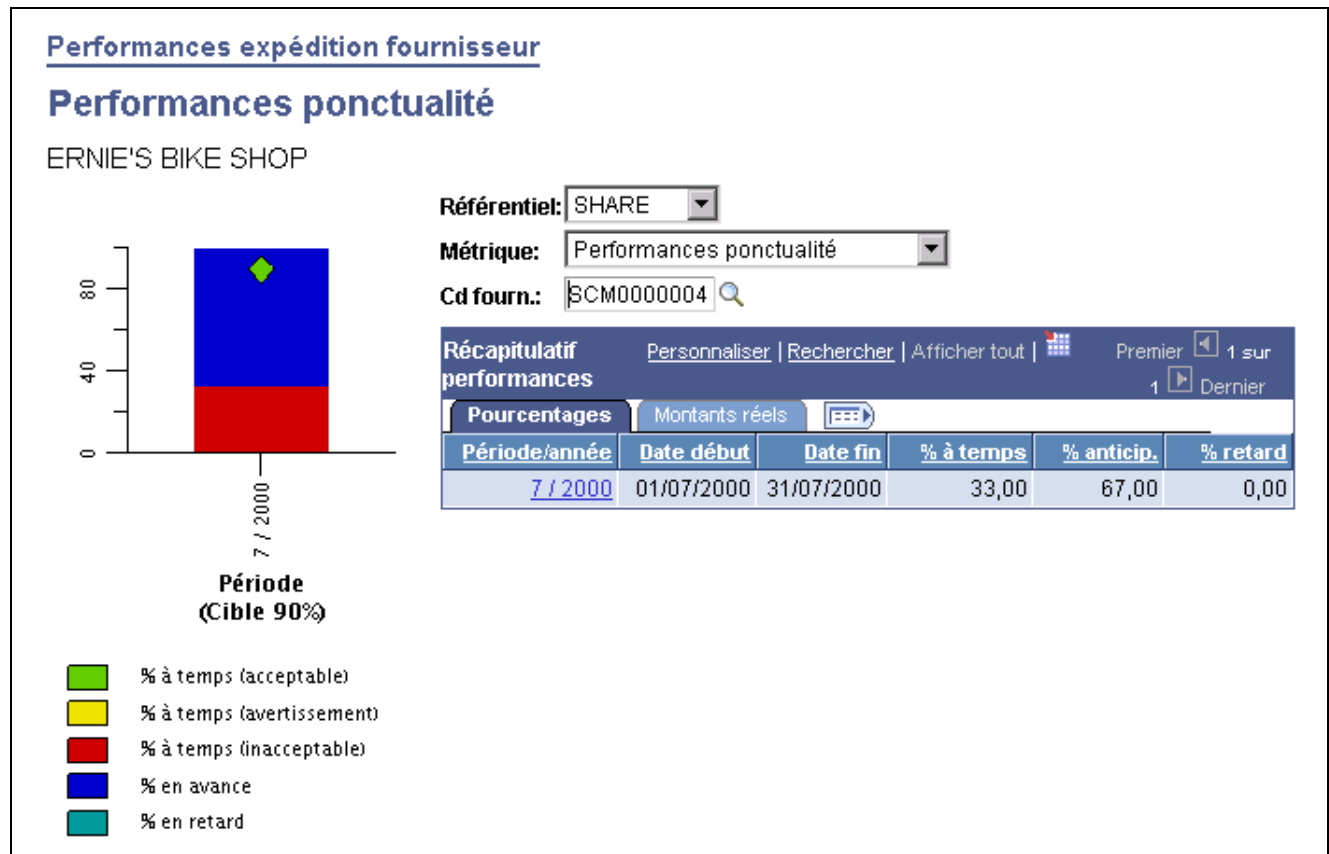 Performances expédition fournisseur
Performances ponctualité
ERNIE'S BIKE SHOP
Référentiel: SHARE
Métrique: Performances ponctualité
Cd fourn.: SCM0000004
Récapitulatif performances Personnaliser | Rechercher | Afficher tout | Premier 1 sur 1 Dernier
Pourcentages Montants réels
Période/année Date début Date fin % à temps % anticip. % retard
7 / 2000 01/07/2000 31/07/2000 33,00 67,00 0,00
80
40
0
7 / 2000
Période
(Cible 90%)
% à temps (acceptable)
% à temps (avertissement)
% à temps (inacceptable)
% en avance
% en retard